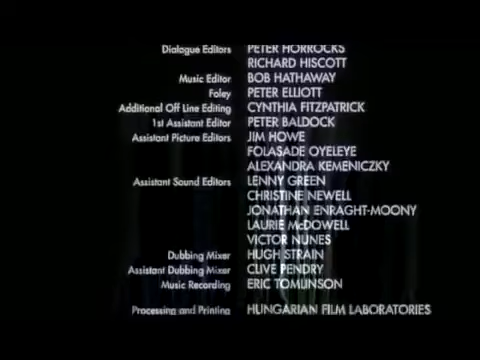 Dialogue Editors PETER HORROCKS
RICHARD HISCOTT
Music Editor BOB HATHAWAY
Foley PETER ELLIOTT
Additional Off Line Editing CYNTHIA FITZPATRICK
1st Assistant Editor PETER BALDOCK
Assistant Picture Editors JIM HOWE
FOLASADE OYELEYE
ALEXANDRA KEMENICZKY
Assistant Sound Editors LENNY GREEN
CHRISTINE NEWELL
JONATHAN ENRAGHT-MOONY
LAURIE McDOWELL
VICTOR NUNES
Dubbing Mixer HUGH STRAIN
Assistant Dubbing Mixer CLIVE PENDRY
Music Recording ERIC TOMLINSON
Processing and Printing HUNGARIAN FILM LABORATORIES